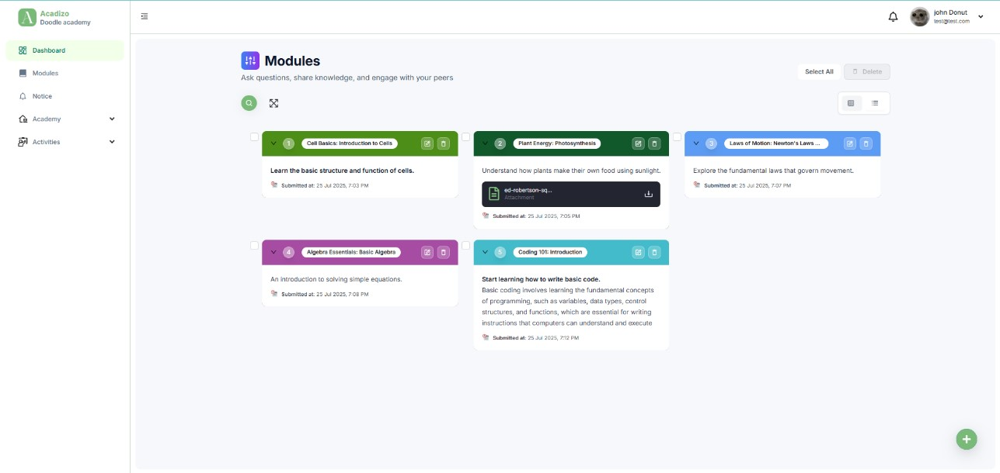 Acadizo
Doodle academy
john Donut
test@test.com
Dashboard
Modules
Notice
Academy
Activities
Modules
Ask questions, share knowledge, and engage with your peers
Select All
Delete
1
Cell Basics: Introduction to Cells
Learn the basic structure and function of cells.
Submitted at: 25 Jul 2025, 7:03 PM
2
Plant Energy: Photosynthesis
Understand how plants make their own food using sunlight.
ed-robertson-sq...
Attachment
Submitted at: 25 Jul 2025, 7:05 PM
3
Laws of Motion: Newton's Laws ...
Explore the fundamental laws that govern movement.
Submitted at: 25 Jul 2025, 7:07 PM
4
Algebra Essentials: Basic Algebra
An introduction to solving simple equations.
Submitted at: 25 Jul 2025, 7:08 PM
5
Coding 101: Introduction
Start learning how to write basic code.
Basic coding involves learning the fundamental concepts
of programming, such as variables, data types, control
structures, and functions, which are essential for writing
instructions that computers can understand and execute
Submitted at: 25 Jul 2025, 7:12 PM